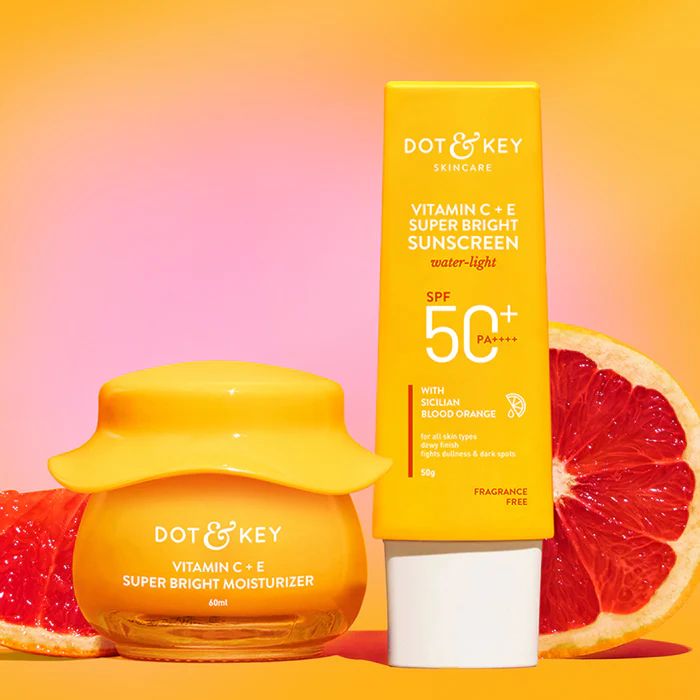 DOT & KEY
SKINCARE
VITAMIN C + E
SUPER BRIGHT
SUNSCREEN
water-light
SPF
50+
PA++++
WITH
SICILIAN
BLOOD ORANGE
for all skin types
dewy finish
fights dullness & dark spots
50g
FRAGRANCE
FREE
DOT & KEY
VITAMIN C + E
SUPER BRIGHT MOISTURIZER
60ml